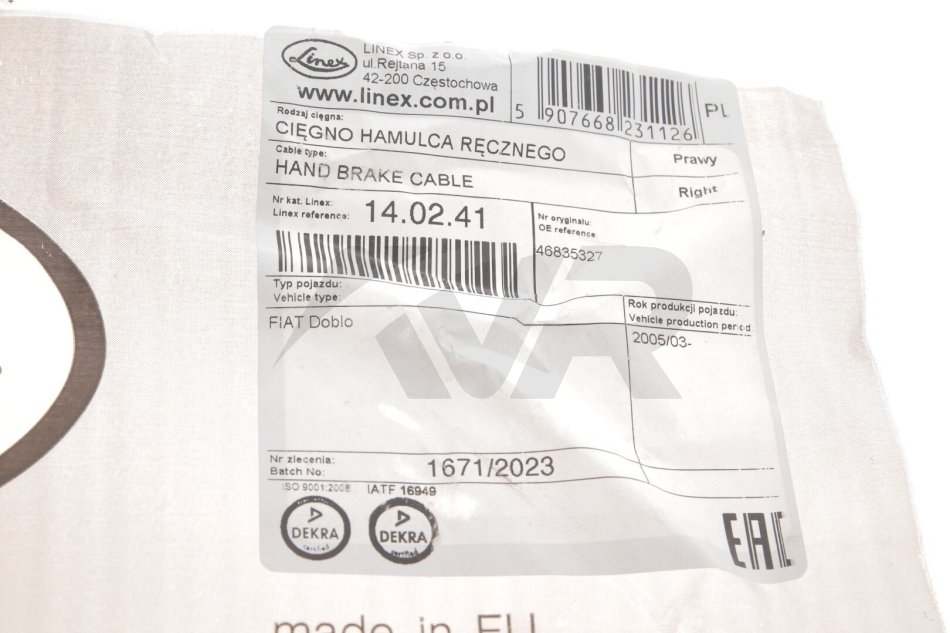 Linex
LINEX sp. z o.o.
ul.Rejtana 15
42-200 Częstochowa
www.linex.com.pl
5 907668 231126
PL
Rodzaj cięgna:
CIĘGNO HAMULCA RĘCZNEGO
Prawy
Cable type:
HAND BRAKE CABLE
Right
Nr kat. Linex:
Linex reference:
14.02.41
Nr oryginału:
OE reference:
46835327
Typ pojazdu:
Vehicle type:
FIAT Doblo
Rok produkcji pojazdu:
Vehicle production period:
2005/03-
Nr zlecenia:
Batch No:
1671/2023
ISO 9001:2008
IATF 16949
DEKRA
certified
DEKRA
certified
EAC
VR
made in EU